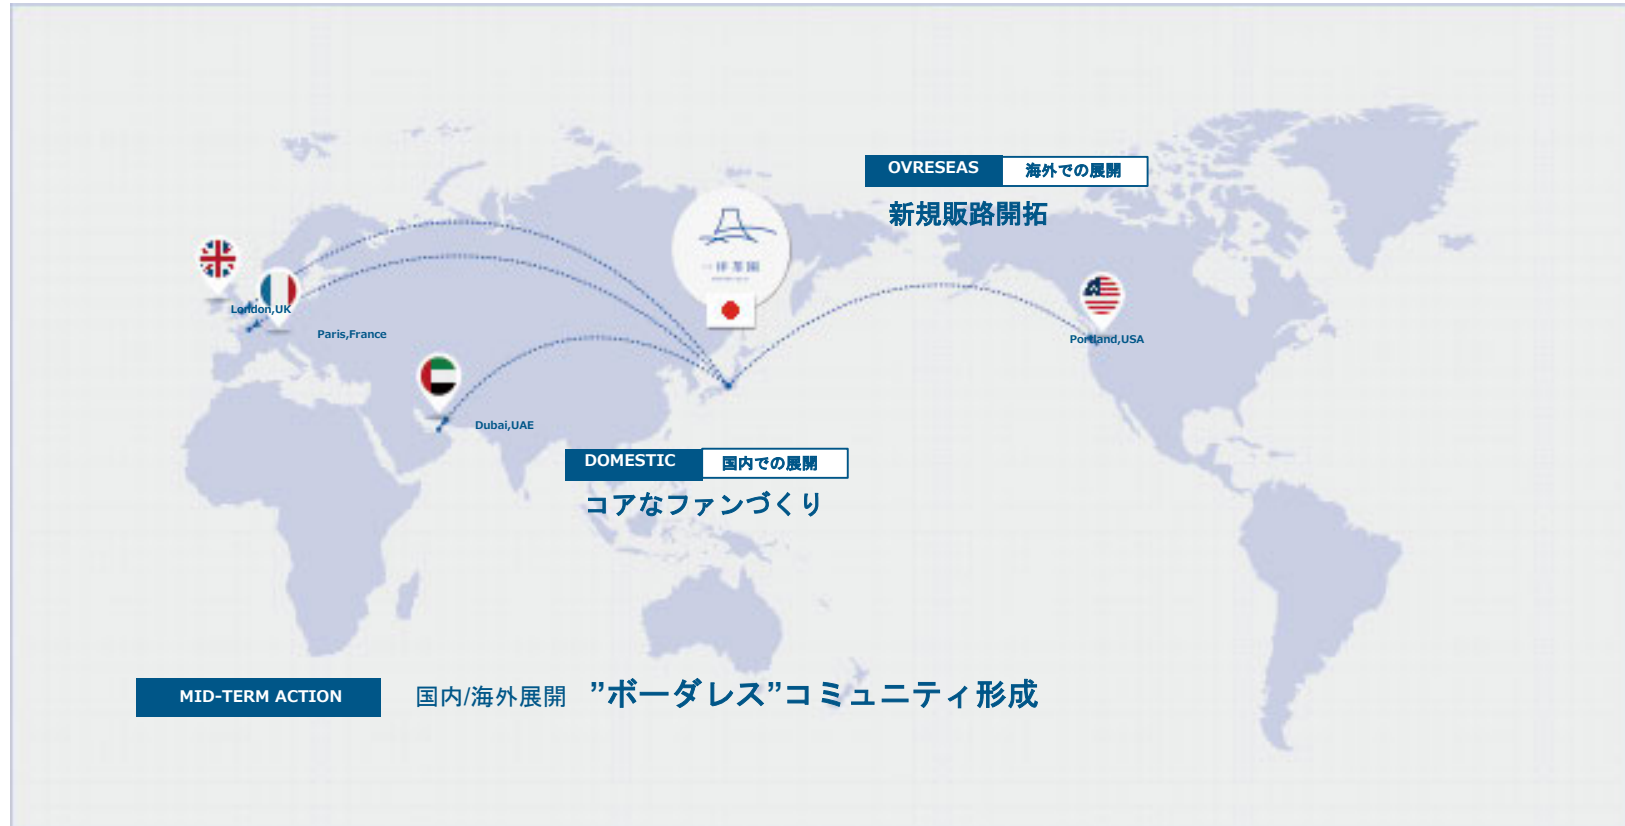 OVRESEAS 海外での展開
新規販路開拓
London,UK
Paris,France
Portland,USA
Dubai,UAE
DOMESTIC 国内での展開
コアなファンづくり
MID-TERM ACTION 国内/海外展開 ”ボーダレス”コミュニティ形成